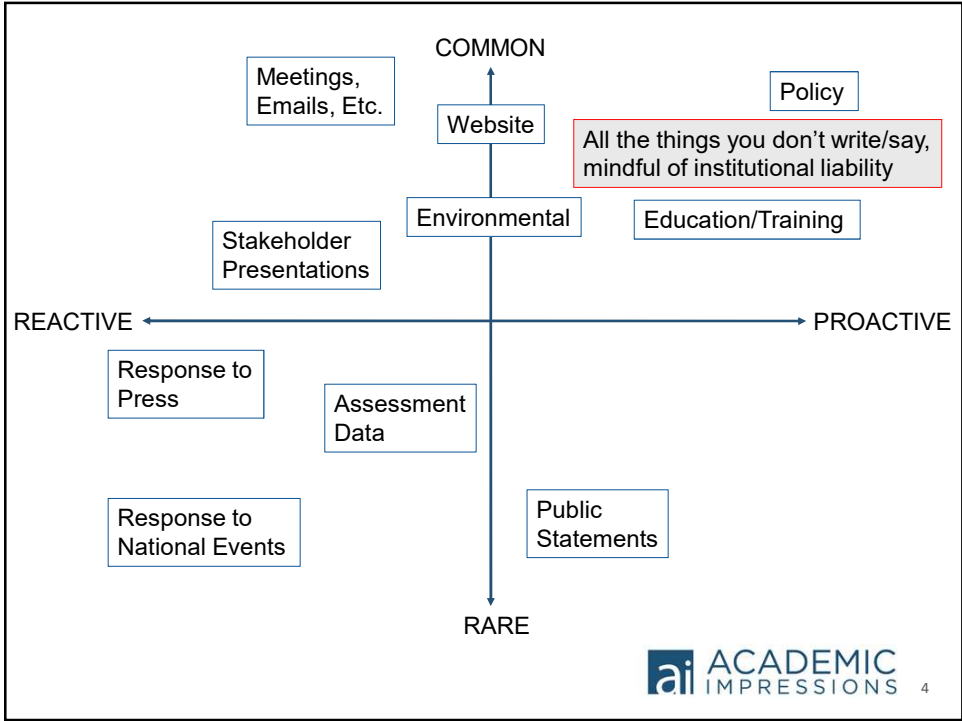 COMMON
Meetings,
Emails, Etc.
Policy
Website
All the things you don’t write/say,
mindful of institutional liability
Environmental
Education/Training
Stakeholder
Presentations
REACTIVE
PROACTIVE
Response to
Press
Assessment
Data
Response to
National Events
Public
Statements
RARE
ai ACADEMIC
IMPRESSIONS
4